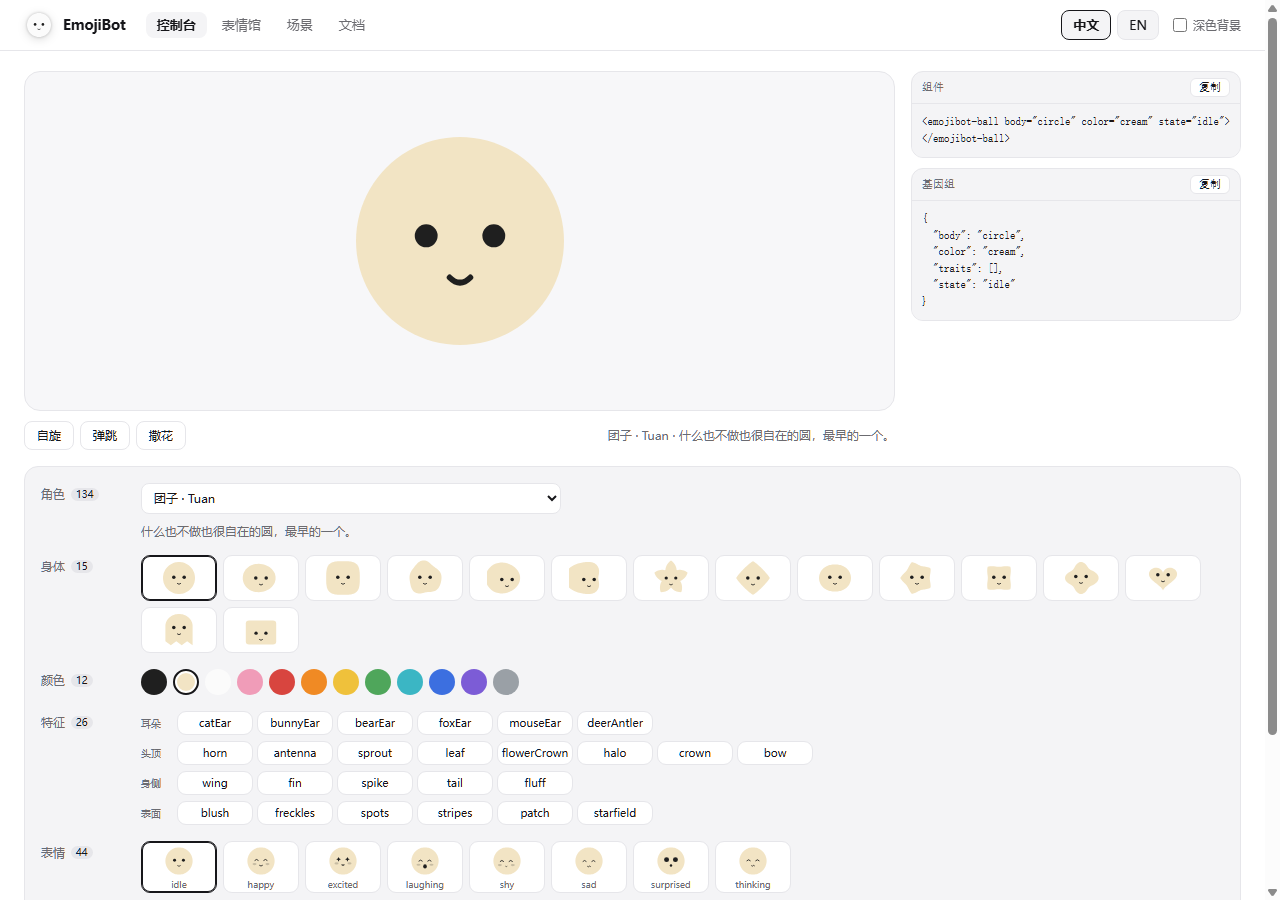 EmojiBot 控制台 表情馆 场景 文档 中文 EN 深色背景
组件 复制
<emojibot-ball body="circle" color="cream" state="idle">
</emojibot-ball>
基因组 复制
{
"body": "circle",
"color": "cream",
"traits": [],
"state": "idle"
}
自旋 弹跳 撒花 团子 · Tuan · 什么也不做也很自在的圆，最早的一个。
角色 134 团子 · Tuan
什么也不做也很自在的圆，最早的一个。
身体 15
颜色 12
特征 26 耳朵 catEar bunnyEar bearEar foxEar mouseEar deerAntler
头顶 horn antenna sprout leaf flowerCrown halo crown bow
身侧 wing fin spike tail fluff
表面 blush freckles spots stripes patch starfield
表情 44
idle happy excited laughing shy sad surprised thinking